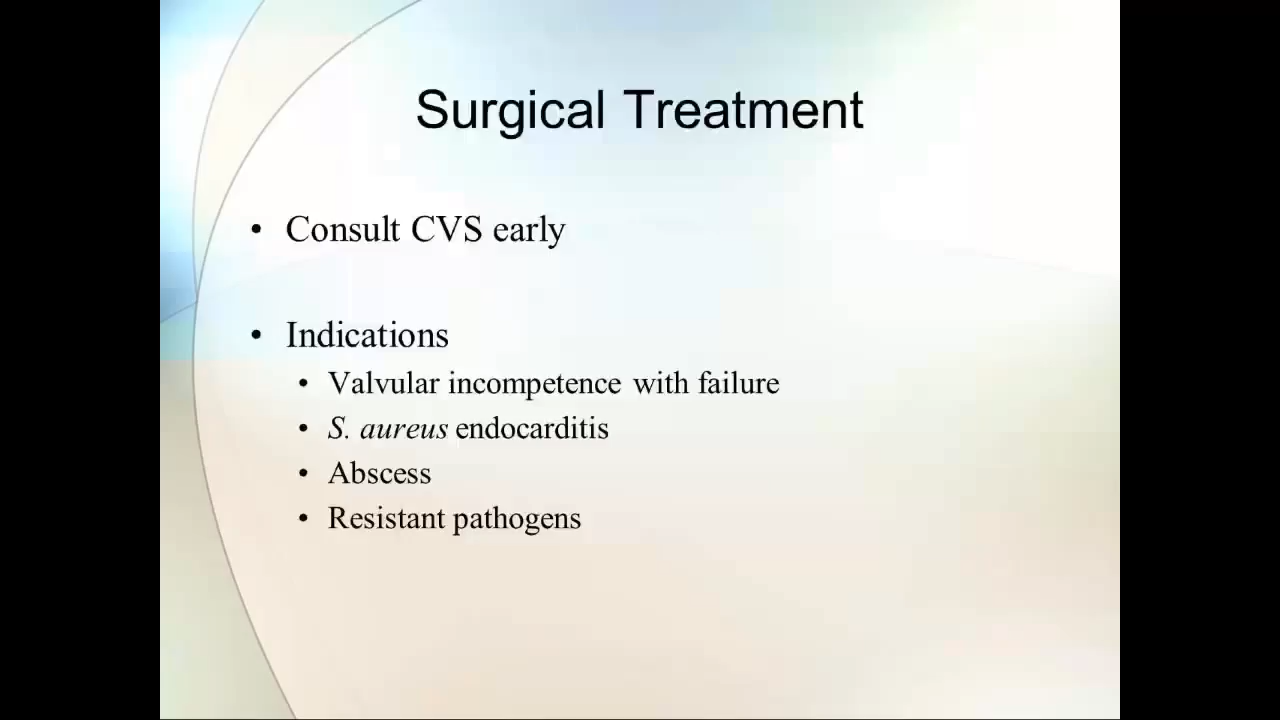 Surgical Treatment
• Consult CVS early
• Indications
• Valvular incompetence with failure
• S. aureus endocarditis
• Abscess
• Resistant pathogens